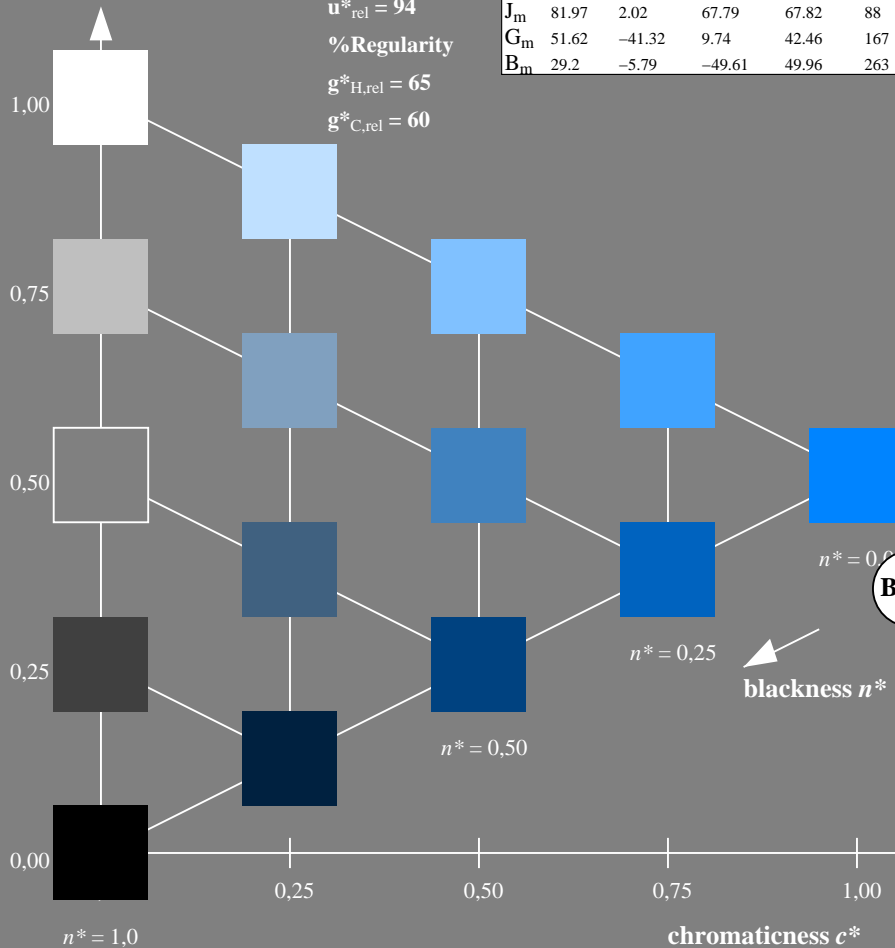 u*rel = 94
%Regularity
g*H,rel = 65
g*C,rel = 60
Jm 81.97 2.02 67.79 67.82 88
Gm 51.62 −41.32 9.74 42.46 167
Bm 29.2 −5.79 −49.61 49.96 263
1,00
0,75
0,50
0,25
0,00
n* = 0.0
B
n* = 0,25
blackness n*
n* = 0,50
0,25 0,50 0,75 1,00
n* = 1,0
chromaticness c*